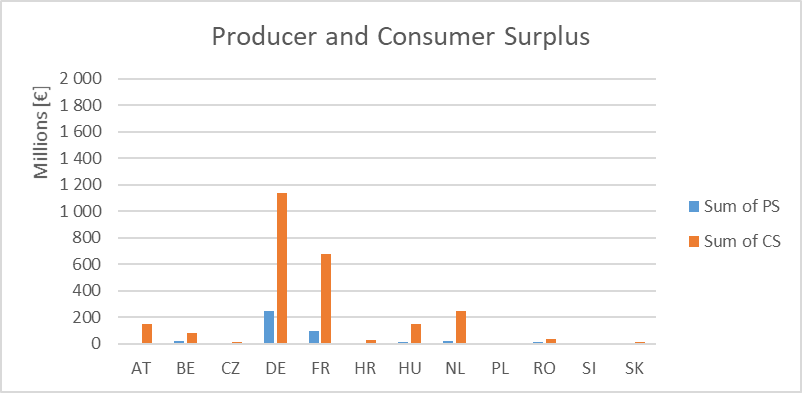 Producer and Consumer Surplus
Millions [€]
2 000
1 800
1 600
1 400
1 200
1 000
800
600
400
200
0
AT BE CZ DE FR HR HU NL PL RO SI SK
Sum of PS
Sum of CS